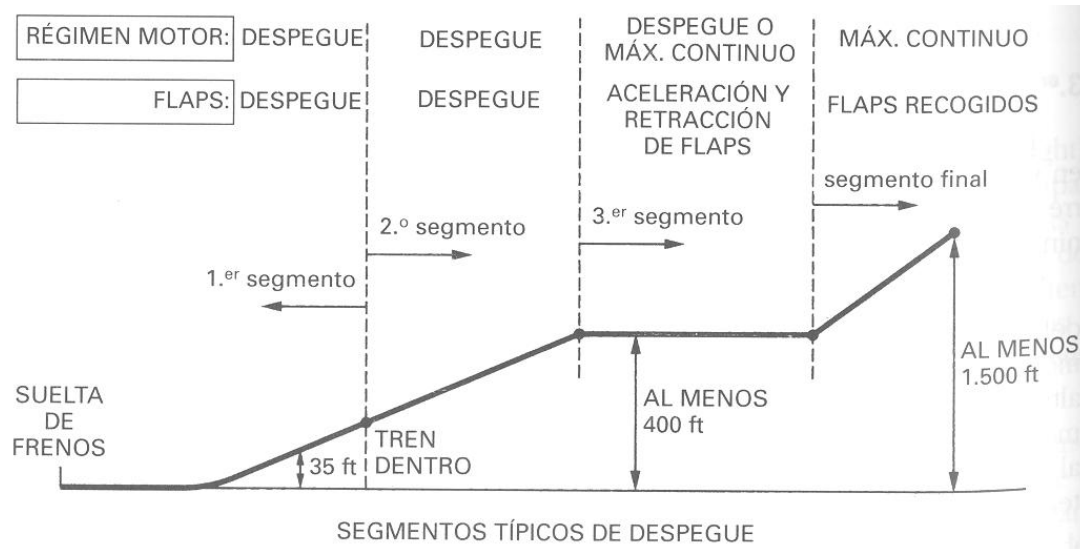 RÉGIMEN MOTOR: DESPEGUE
DESPEGUE
DESPEGUE O
MÁX. CONTINUO
MÁX. CONTINUO
FLAPS: DESPEGUE
DESPEGUE
ACELERACIÓN Y
RETRACCIÓN
DE FLAPS
FLAPS RECOGIDOS
segmento final
3.er segmento
2.º segmento
1.er segmento
SUELTA
DE
FRENOS
35 ft
TREN
DENTRO
AL MENOS
400 ft
AL MENOS
1.500 ft
SEGMENTOS TÍPICOS DE DESPEGUE